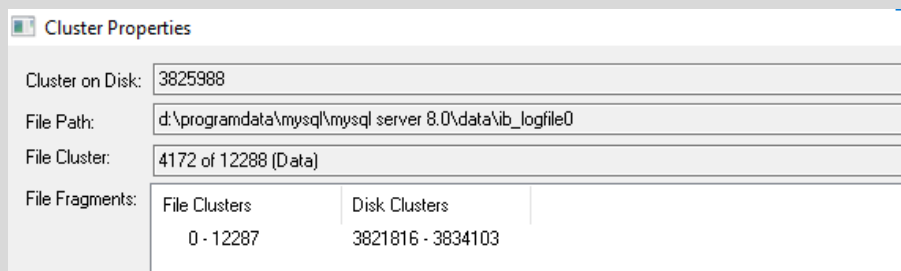 Cluster Properties
Cluster on Disk: 3825988
File Path: d:\programdata\mysql\mysql server 8.0\data\ib_logfile0
File Cluster: 4172 of 12288 (Data)
File Fragments: File Clusters Disk Clusters
0 - 12287 3821816 - 3834103